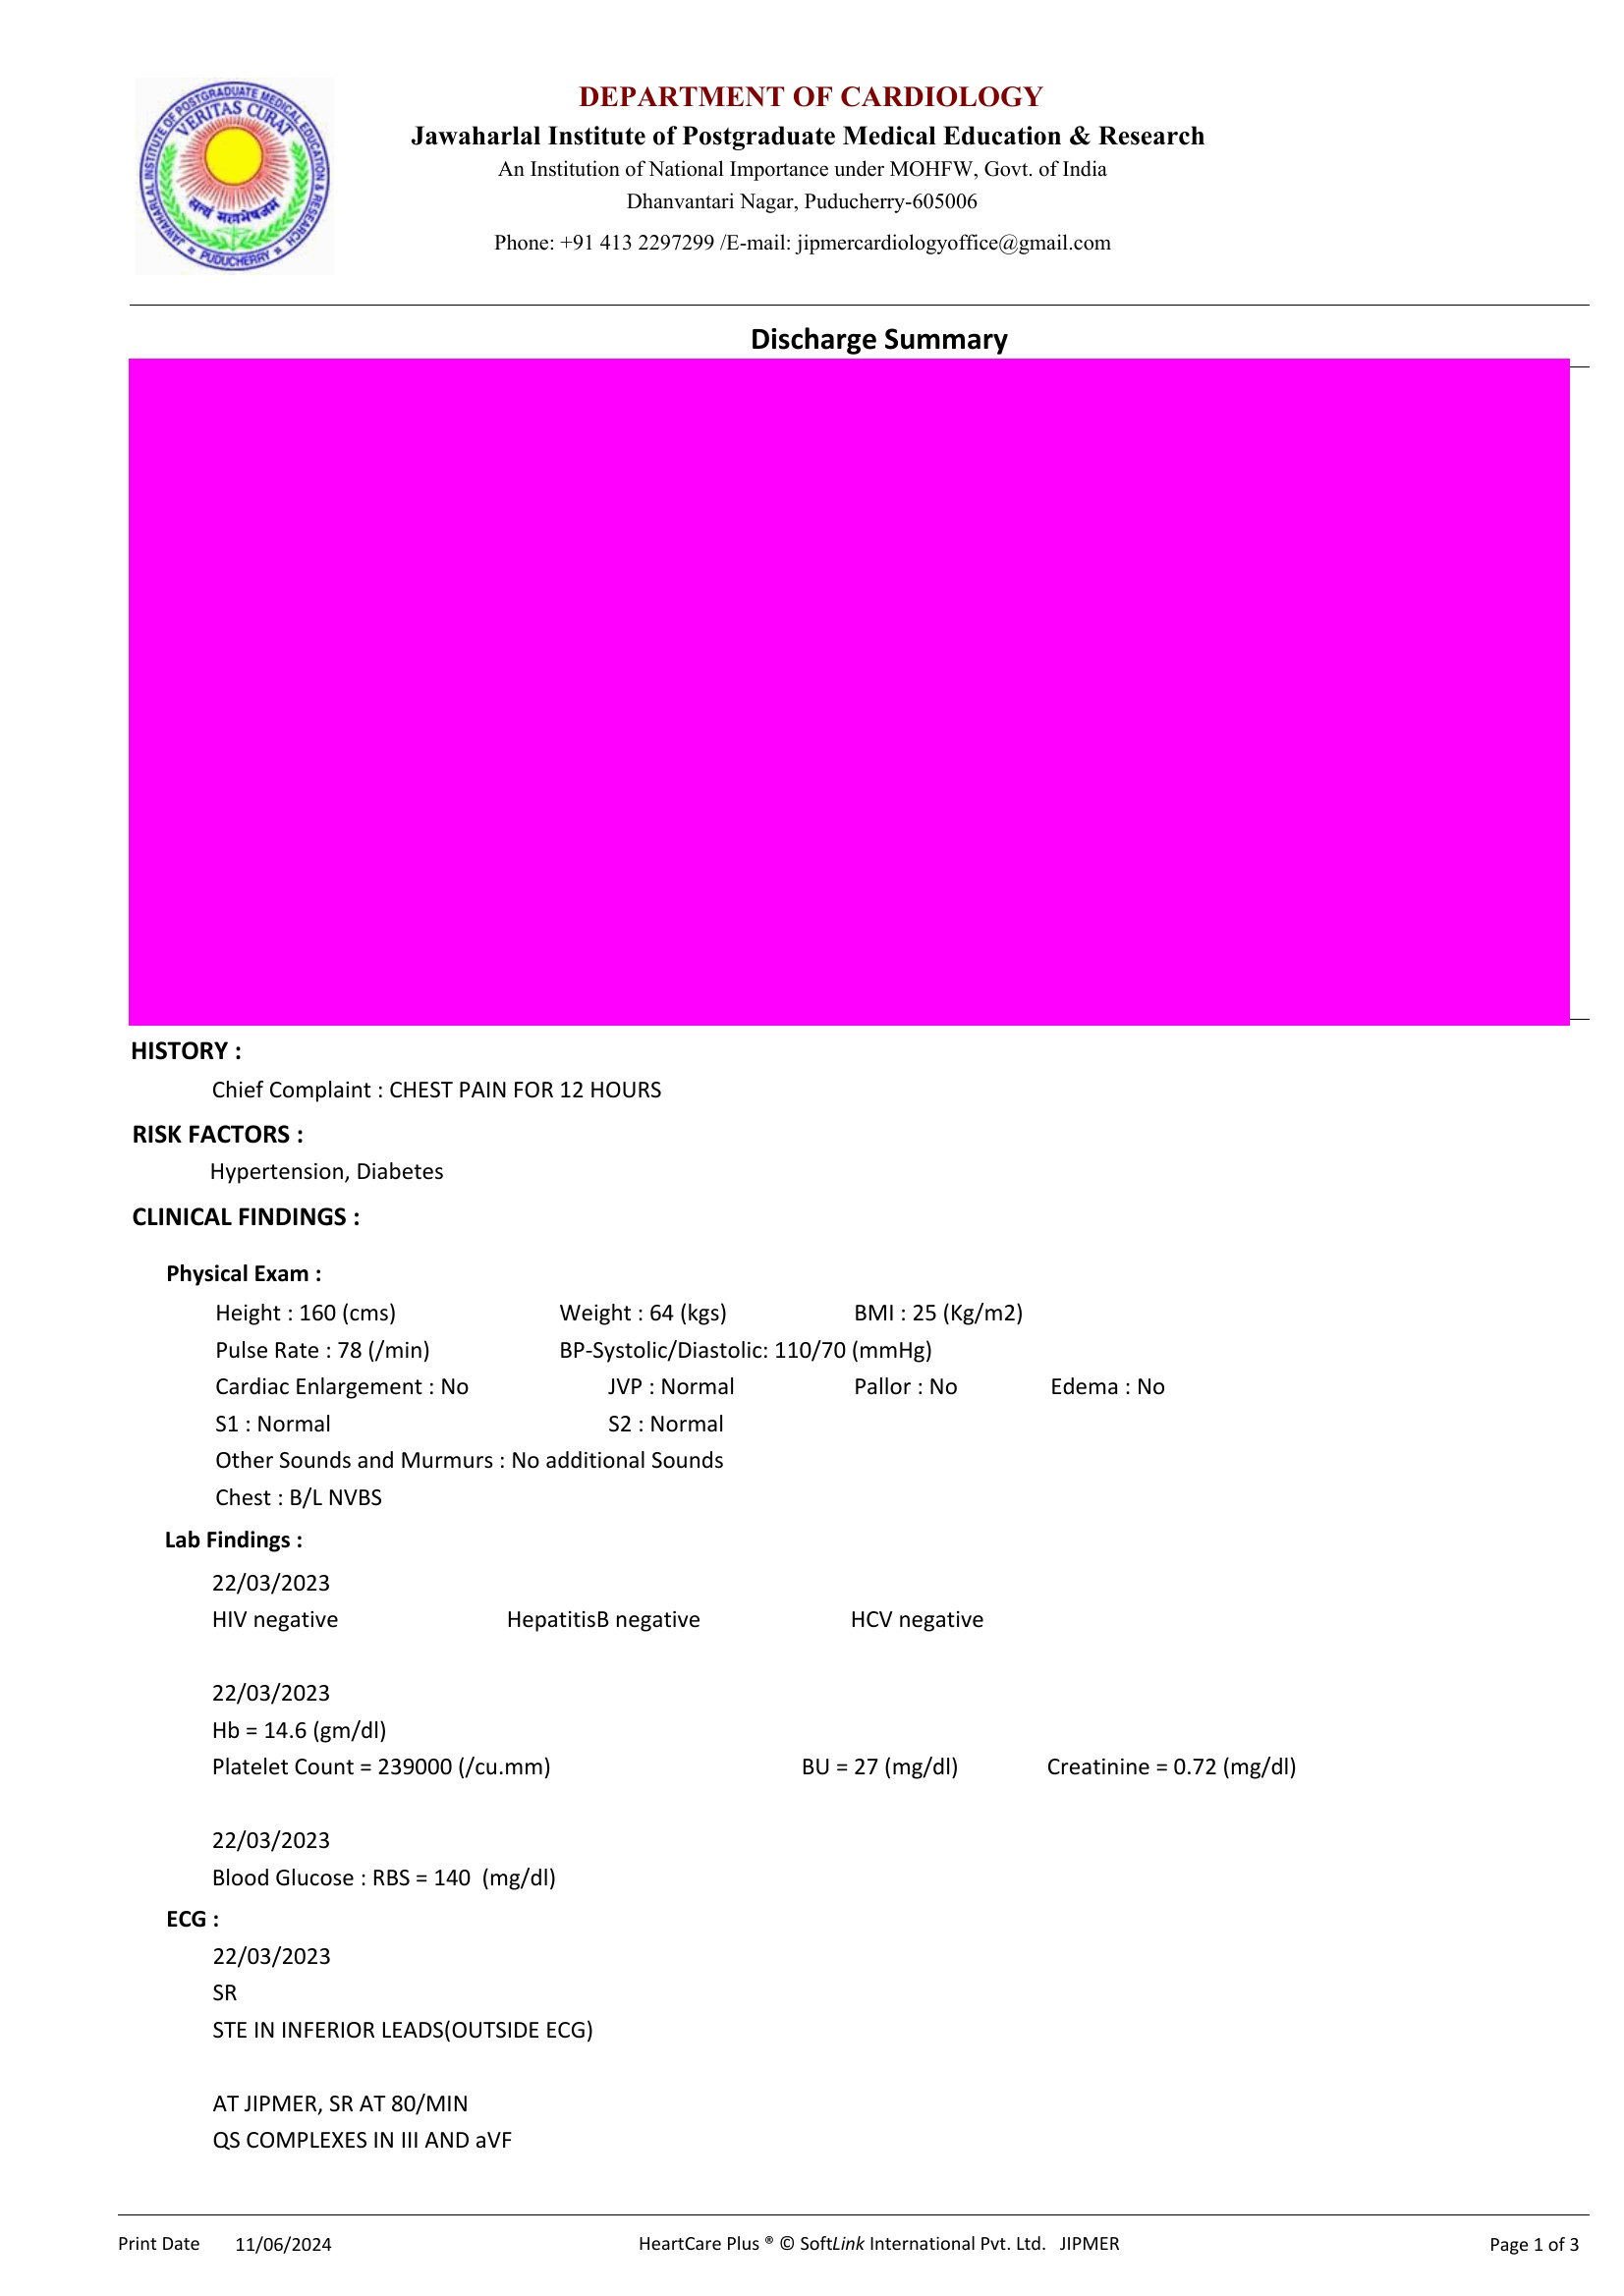 JAWAHARLAL INSTITUTE OF POSTGRADUATE MEDICAL EDUCATION & RESEARCH
VERITAS CURAT
सत्यं महाभेषजम्
PUDUCHERRY
DEPARTMENT OF CARDIOLOGY
Jawaharlal Institute of Postgraduate Medical Education & Research
An Institution of National Importance under MOHFW, Govt. of India
Dhanvantari Nagar, Puducherry-605006
Phone: +91 413 2297299 /E-mail: jipmercardiologyoffice@gmail.com
Discharge Summary
HISTORY :
Chief Complaint : CHEST PAIN FOR 12 HOURS
RISK FACTORS :
Hypertension, Diabetes
CLINICAL FINDINGS :
Physical Exam :
Height : 160 (cms) Weight : 64 (kgs) BMI : 25 (Kg/m2)
Pulse Rate : 78 (/min) BP-Systolic/Diastolic: 110/70 (mmHg)
Cardiac Enlargement : No JVP : Normal Pallor : No Edema : No
S1 : Normal S2 : Normal
Other Sounds and Murmurs : No additional Sounds
Chest : B/L NVBS
Lab Findings :
22/03/2023
HIV negative HepatitisB negative HCV negative
22/03/2023
Hb = 14.6 (gm/dl)
Platelet Count = 239000 (/cu.mm) BU = 27 (mg/dl) Creatinine = 0.72 (mg/dl)
22/03/2023
Blood Glucose : RBS = 140 (mg/dl)
ECG :
22/03/2023
SR
STE IN INFERIOR LEADS(OUTSIDE ECG)
AT JIPMER, SR AT 80/MIN
QS COMPLEXES IN III AND aVF
Print Date 11/06/2024 HeartCare Plus ® © SoftLink International Pvt. Ltd. JIPMER Page 1 of 3